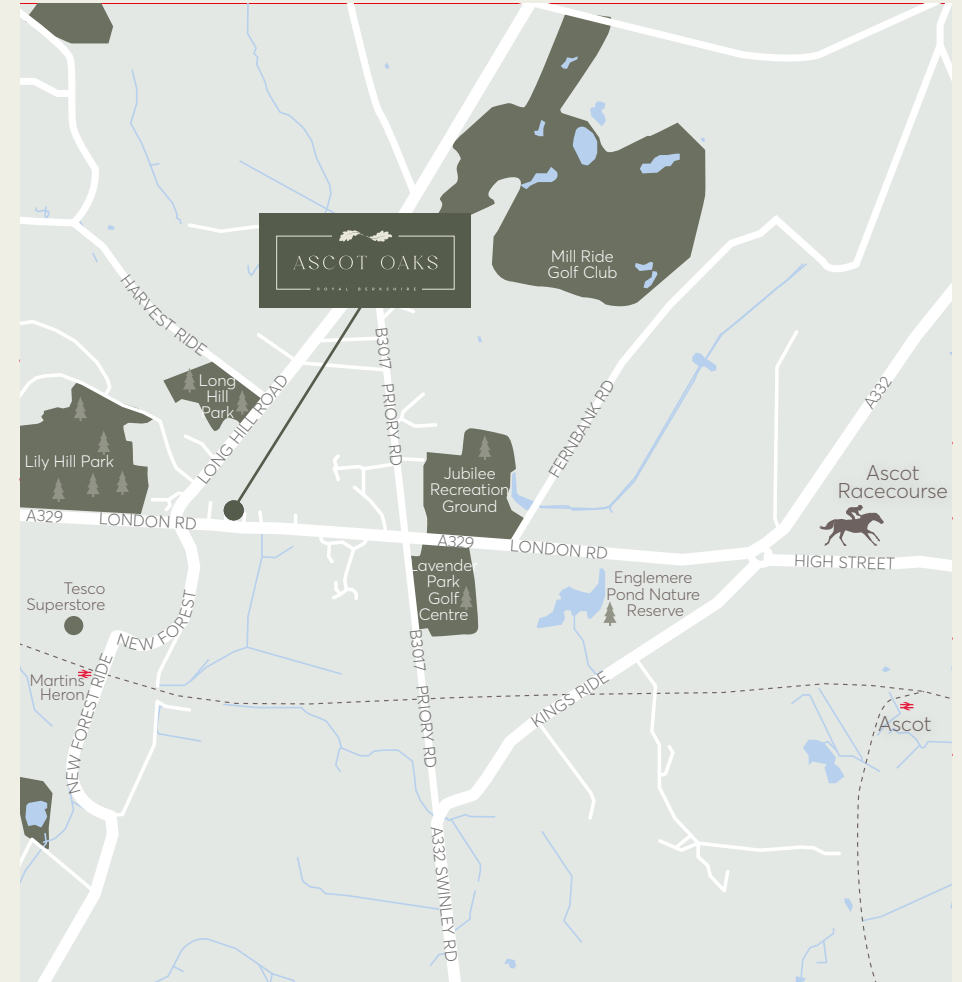 ASCOT OAKS
ROYAL BERKSHIRE
Mill Ride
Golf Club
HARVEST RIDE
B3017
PRIORY RD
Long
Hill
Park
LONG HILL ROAD
FERNBANK RD
A332
Lily Hill Park
Jubilee
Recreation
Ground
Ascot
Racecourse
A329
LONDON RD
A329
LONDON RD
HIGH STREET
Lavender
Park
Golf
Centre
Englemere
Pond Nature
Reserve
Tesco
Superstore
NEW FOREST
B3017
PRIORY RD
Martins
Heron
NEW FOREST RIDE
KINGS RIDE
Ascot
A332 SWINLEY RD